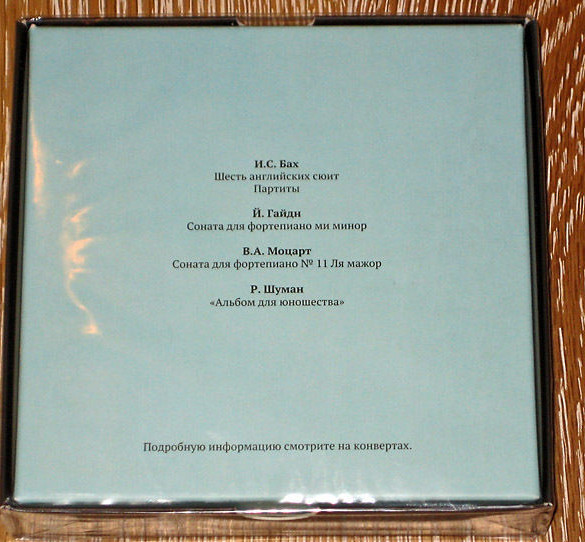 И.С. Бах
Шесть английских сюит
Партиты
Й. Гайдн
Соната для фортепиано ми минор
В.А. Моцарт
Соната для фортепиано № 11 Ля мажор
Р. Шуман
«Альбом для юношества»
Подробную информацию смотрите на конвертах.